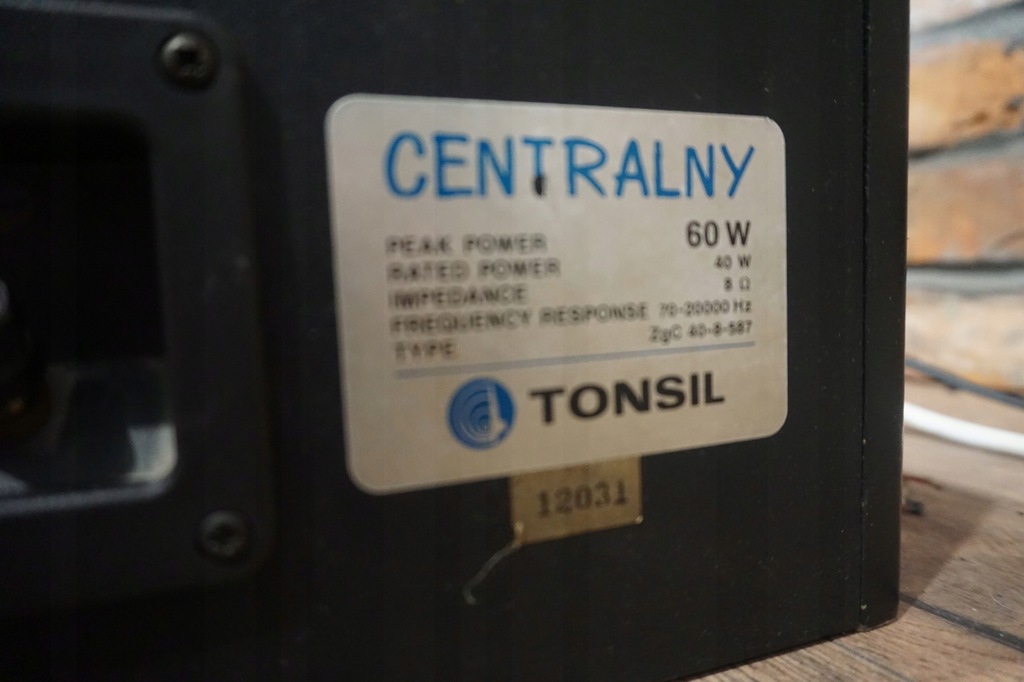 CENTRALNY
PEAK POWER 60 W
RATED POWER 40 W
IMPEDANCE 8 Ω
FREQUENCY RESPONSE 70-20000 Hz
TYPE ZgC 40-8-587
TONSIL
12031